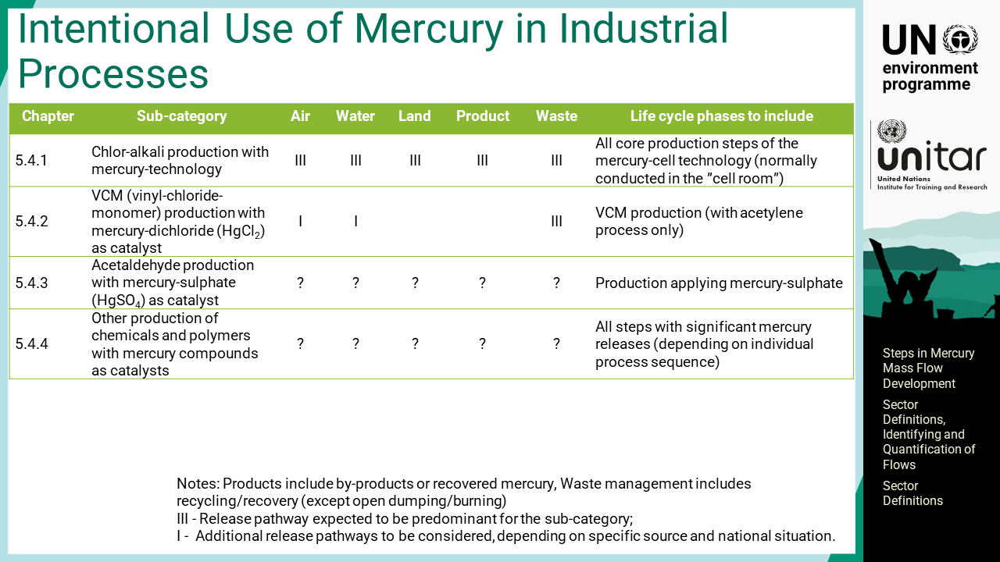 Intentional Use of Mercury in Industrial
Processes
Chapter Sub-category Air Water Land Product Waste Life cycle phases to include
5.4.1 Chlor-alkali production with mercury-technology III III III III III All core production steps of the mercury-cell technology (normally conducted in the ”cell room”)
5.4.2 VCM (vinyl-chloride-monomer) production with mercury-dichloride (HgCl₂) as catalyst I I III VCM production (with acetylene process only)
5.4.3 Acetaldehyde production with mercury-sulphate (HgSO₄) as catalyst ? ? ? ? ? Production applying mercury-sulphate
5.4.4 Other production of chemicals and polymers with mercury compounds as catalysts ? ? ? ? ? All steps with significant mercury releases (depending on individual process sequence)
Notes: Products include by-products or recovered mercury, Waste management includes
recycling/recovery (except open dumping/burning)
III - Release pathway expected to be predominant for the sub-category;
I - Additional release pathways to be considered, depending on specific source and national situation.
UN
environment
programme
unitar
United Nations
Institute for Training and Research
Steps in Mercury
Mass Flow
Development
Sector
Definitions,
Identifying and
Quantification of
Flows
Sector
Definitions